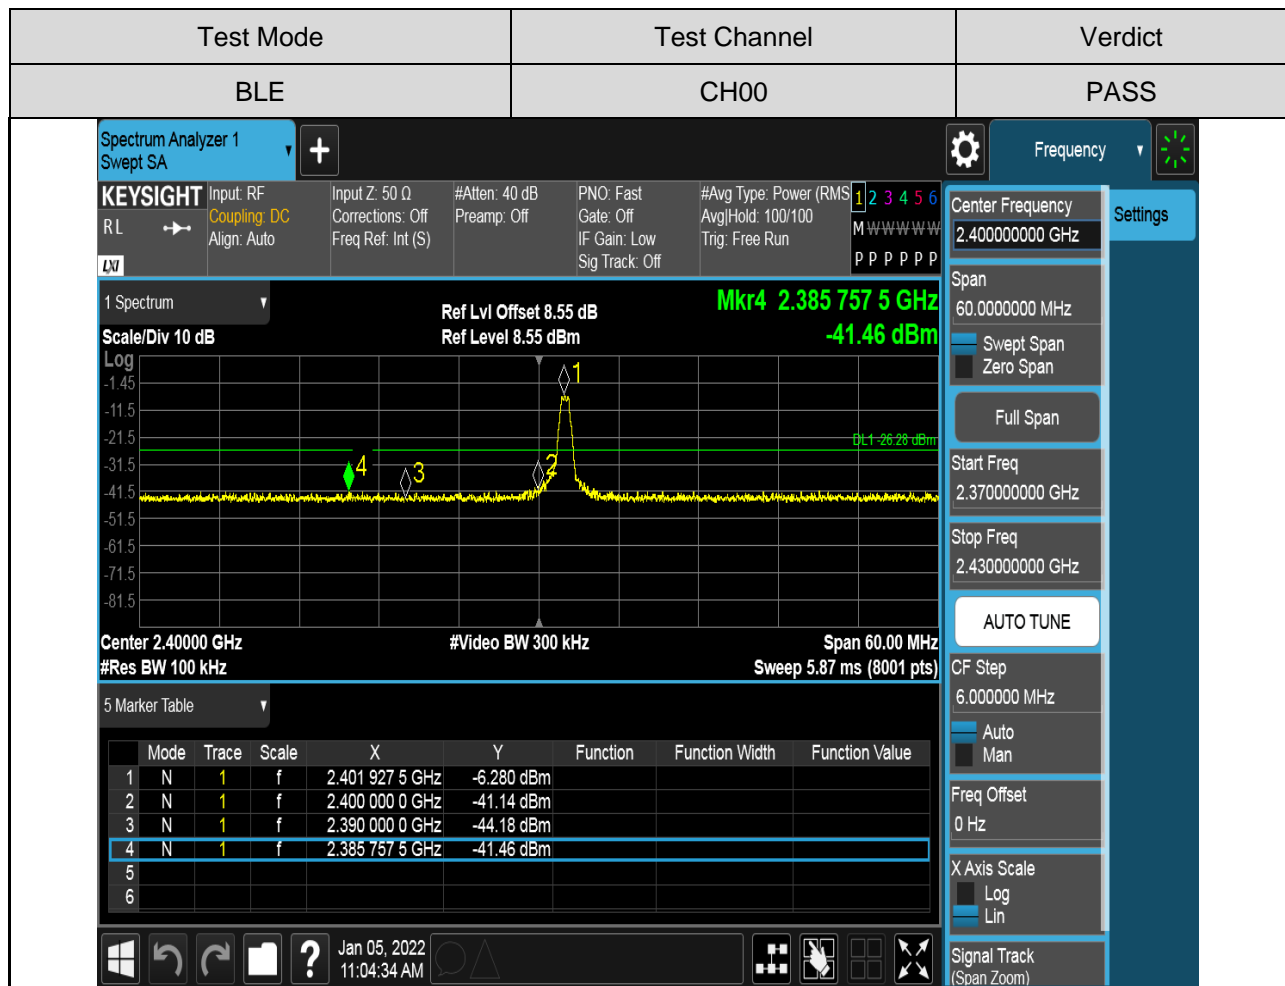 Test Mode Test Channel Verdict
BLE CH00 PASS
Spectrum Analyzer 1
Swept SA
+
Frequency
KEYSIGHT Input: RF Input Z: 50 Ω #Atten: 40 dB PNO: Fast #Avg Type: Power (RMS 1 2 3 4 5 6
RL Coupling: DC Corrections: Off Preamp: Off Gate: Off Avg|Hold: 100/100 M W W W W W
Align: Auto Freq Ref: Int (S) IF Gain: Low Trig: Free Run
LXI Sig Track: Off P P P P P P
Center Frequency
2.400000000 GHz
Settings
Span
60.0000000 MHz
Swept Span
Zero Span
Full Span
Start Freq
2.370000000 GHz
Stop Freq
2.430000000 GHz
AUTO TUNE
CF Step
6.000000 MHz
Auto
Man
Freq Offset
0 Hz
X Axis Scale
Log
Lin
Signal Track
(Span Zoom)
1 Spectrum Ref Lvl Offset 8.55 dB Mkr4 2.385 757 5 GHz
Scale/Div 10 dB Ref Level 8.55 dBm -41.46 dBm
Log
1
-1.45
-11.5
-21.5
DL1 -26.28 dBm
-31.5
4 3 2
-41.5
-51.5
-61.5
-71.5
-81.5
Center 2.40000 GHz #Video BW 300 kHz Span 60.00 MHz
#Res BW 100 kHz Sweep 5.87 ms (8001 pts)
5 Marker Table
Mode Trace Scale X Y Function Function Width Function Value
1 N 1 f 2.401 927 5 GHz -6.280 dBm
2 N 1 f 2.400 000 0 GHz -41.14 dBm
3 N 1 f 2.390 000 0 GHz -44.18 dBm
4 N 1 f 2.385 757 5 GHz -41.46 dBm
5
6
? Jan 05, 2022
11:04:34 AM